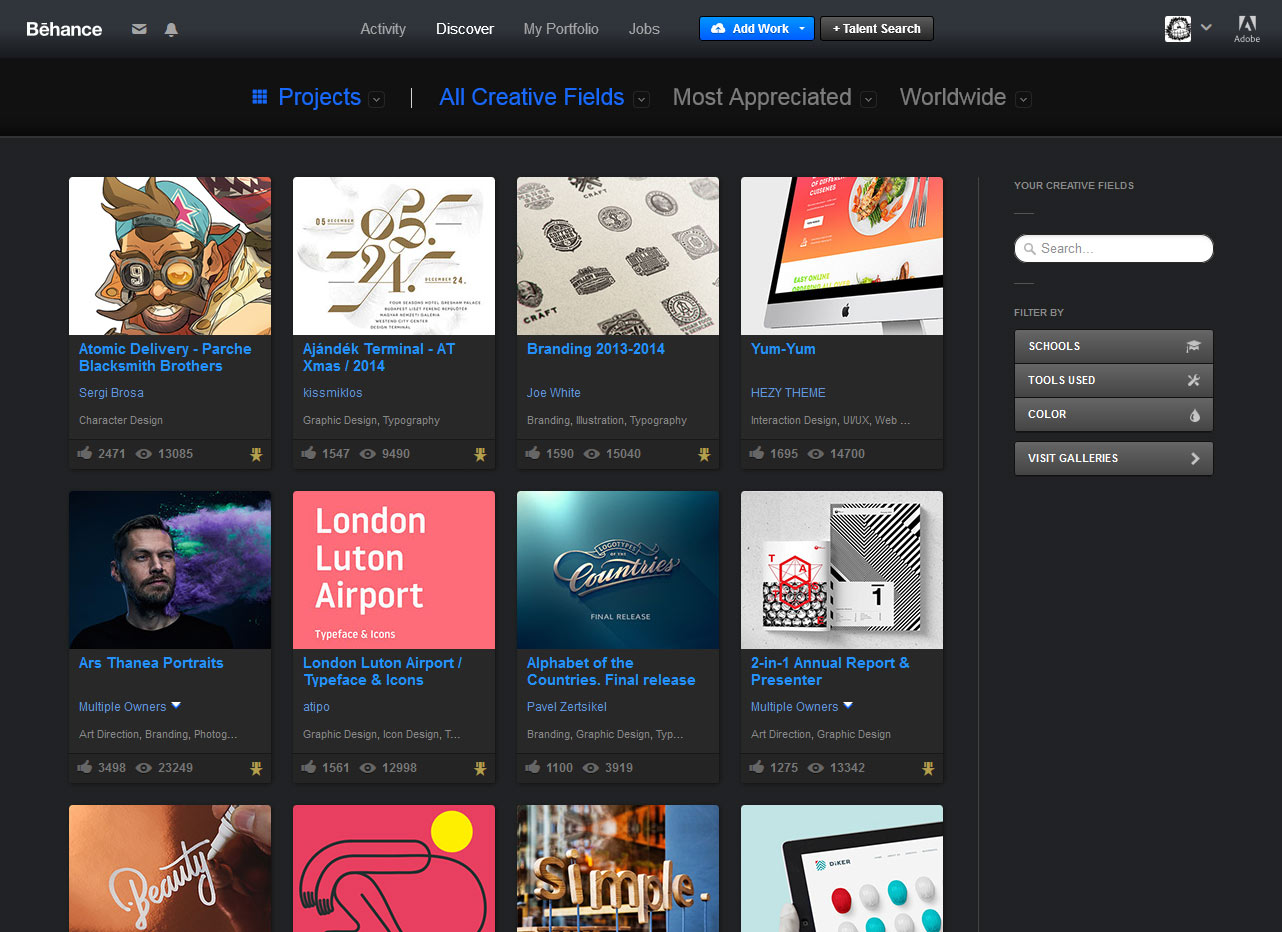 Bēhance
Activity
Discover
My Portfolio
Jobs
Add Work
+ Talent Search
Adobe
Projects
All Creative Fields
Most Appreciated
Worldwide
9
05 DECEMBER
05.
24.
DECEMBER 24.
FOUR SEASONS HOTEL GRESHAM PALACE
BUDAPEST LISZT FERENC REPÜLŐTÉR
MAGYAR NEMZETI GALÉRIA
WESTEND CITY CENTER
DESIGN TERMINÁL
CRAFT
CRAFT
OF DIFFERENT
CUISENES
EASY ONLINE
Atomic Delivery - Parche
Blacksmith Brothers
Sergi Brosa
Character Design
2471 13085
Ajándék Terminal - AT
Xmas / 2014
kissmiklos
Graphic Design, Typography
1547 9490
Branding 2013-2014
Joe White
Branding, Illustration, Typography
1590 15040
Yum-Yum
HEZY THEME
Interaction Design, UI/UX, Web ...
1695 14700
YOUR CREATIVE FIELDS
Search...
FILTER BY
SCHOOLS
TOOLS USED
COLOR
VISIT GALLERIES
London
Luton
Airport
Typeface & Icons
LOGOTYPES
OF THE
Countries
FINAL RELEASE
T
A
1
Ars Thanea Portraits
Multiple Owners
Art Direction, Branding, Photog...
3498 23249
London Luton Airport /
Typeface & Icons
atipo
Graphic Design, Icon Design, T...
1561 12998
Alphabet of the
Countries. Final release
Pavel Zertsikel
Branding, Graphic Design, Typ...
1100 3919
2-in-1 Annual Report &
Presenter
Multiple Owners
Art Direction, Graphic Design
1275 13342
Beauty
simple.
DIKER